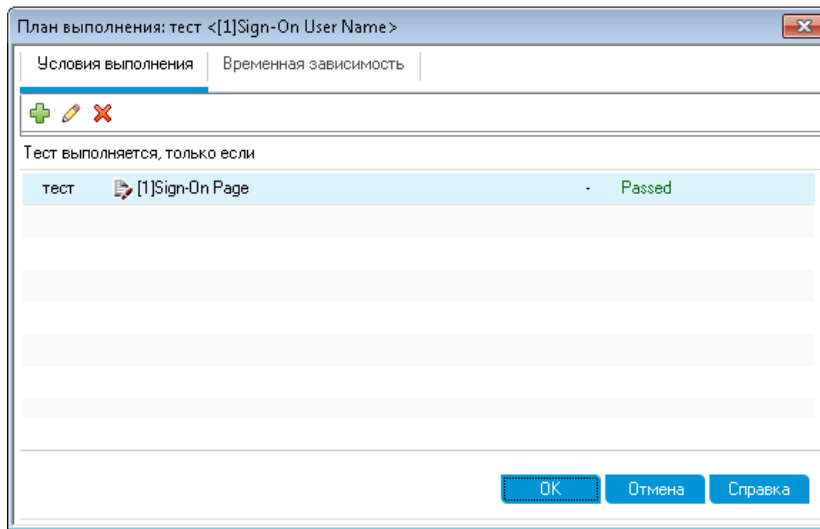 План выполнения: тест <[1]Sign-On User Name>
Условия выполнения Временная зависимость
Тест выполняется, только если
тест [1]Sign-On Page - Passed
OK Отмена Справка